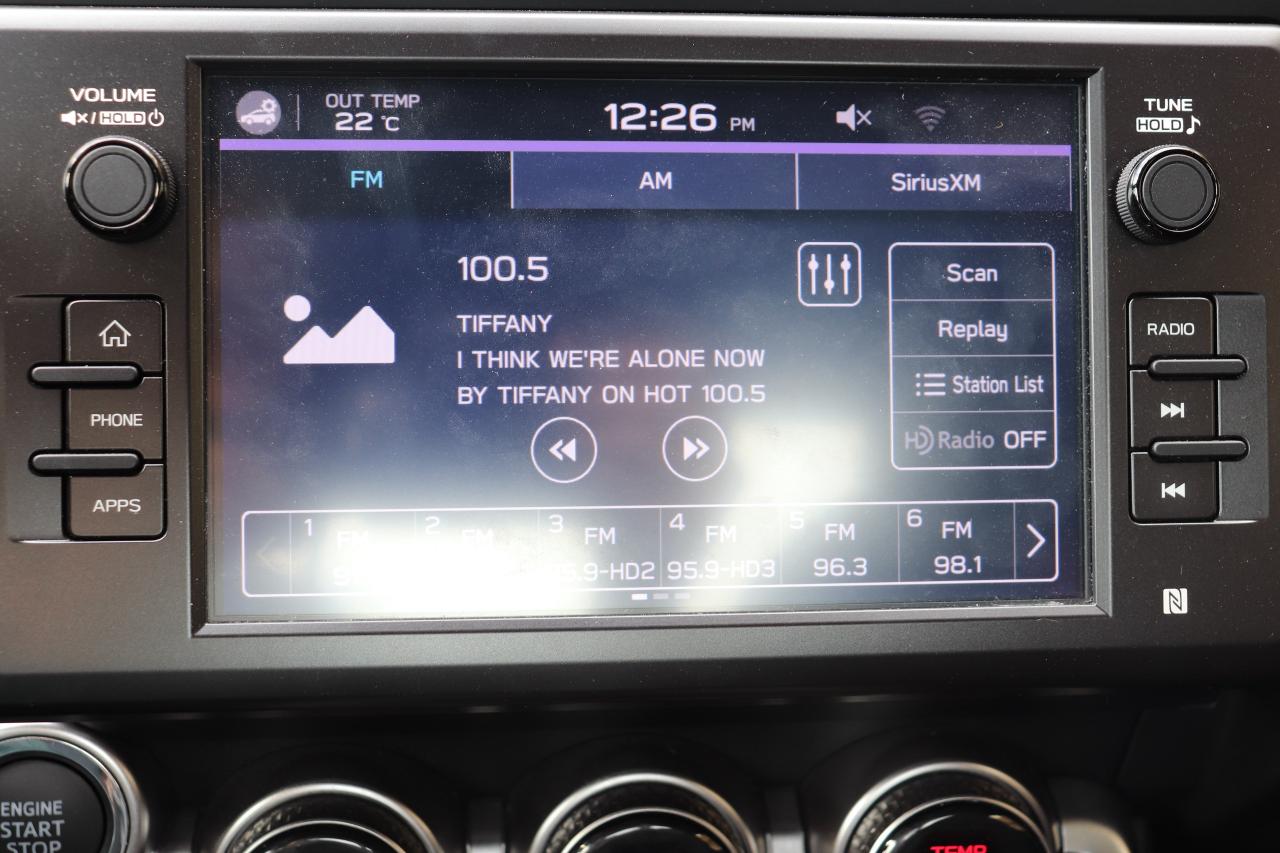 VOLUME
/ HOLD
OUT TEMP
22 °C
12:26 PM
TUNE
HOLD
FM
AM
SiriusXM
100.5
TIFFANY
I THINK WE'RE ALONE NOW
BY TIFFANY ON HOT 100.5
Scan
Replay
Station List
HD Radio OFF
PHONE
APPS
RADIO
1 FM
2 FM
3 FM
4 FM 95.9-HD3
5 FM 96.3
6 FM 98.1
N
ENGINE
START
STOP
TEMP